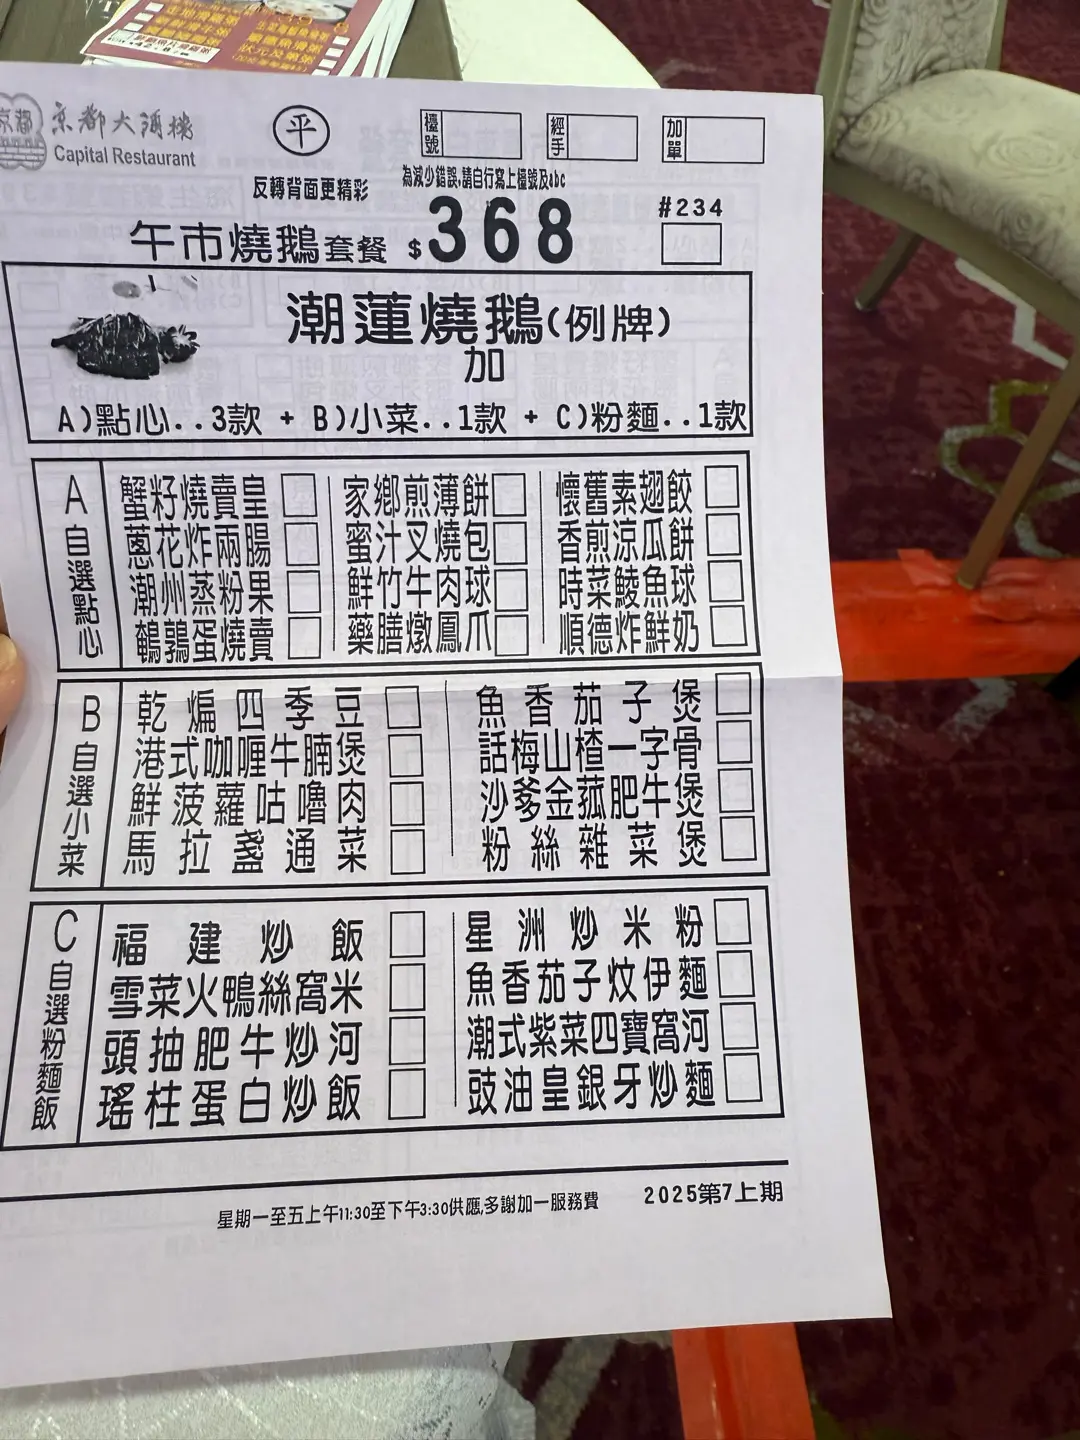 京都大酒樓
Capital Restaurant
平
檯號
經手
加單
反轉背面更精彩
為減少錯誤,請自行寫上檯號及abc
午市燒鵝套餐 $368
#234
潮蓮燒鵝(例牌)
加
A)點心..3款 + B)小菜..1款 + C)粉麵..1款
A自選點心
蟹籽燒賣皇 家鄉煎薄餅 懷舊素翅餃
蔥花炸兩腸 蜜汁叉燒包 香煎涼瓜餅
潮州蒸粉果 鮮竹牛肉球 時菜鯪魚球
鵪鶉蛋燒賣 藥膳燉鳳爪 順德炸鮮奶
B自選小菜
乾煸四季豆 魚香茄子煲
港式咖喱牛腩煲 話梅山楂一字骨
鮮菠蘿咕嚕肉 沙爹金菰肥牛煲
馬拉盞通菜 粉絲雜菜煲
C自選粉麵飯
福建炒飯 星洲炒米粉
雪菜火鴨絲窩米 魚香茄子炆伊麵
頭抽肥牛炒河 潮式紫菜四寶窩河
瑤柱蛋白炒飯 豉油皇銀牙炒麵
星期一至五上午11:30至下午3:30供應,多謝加一服務費
2025第7上期